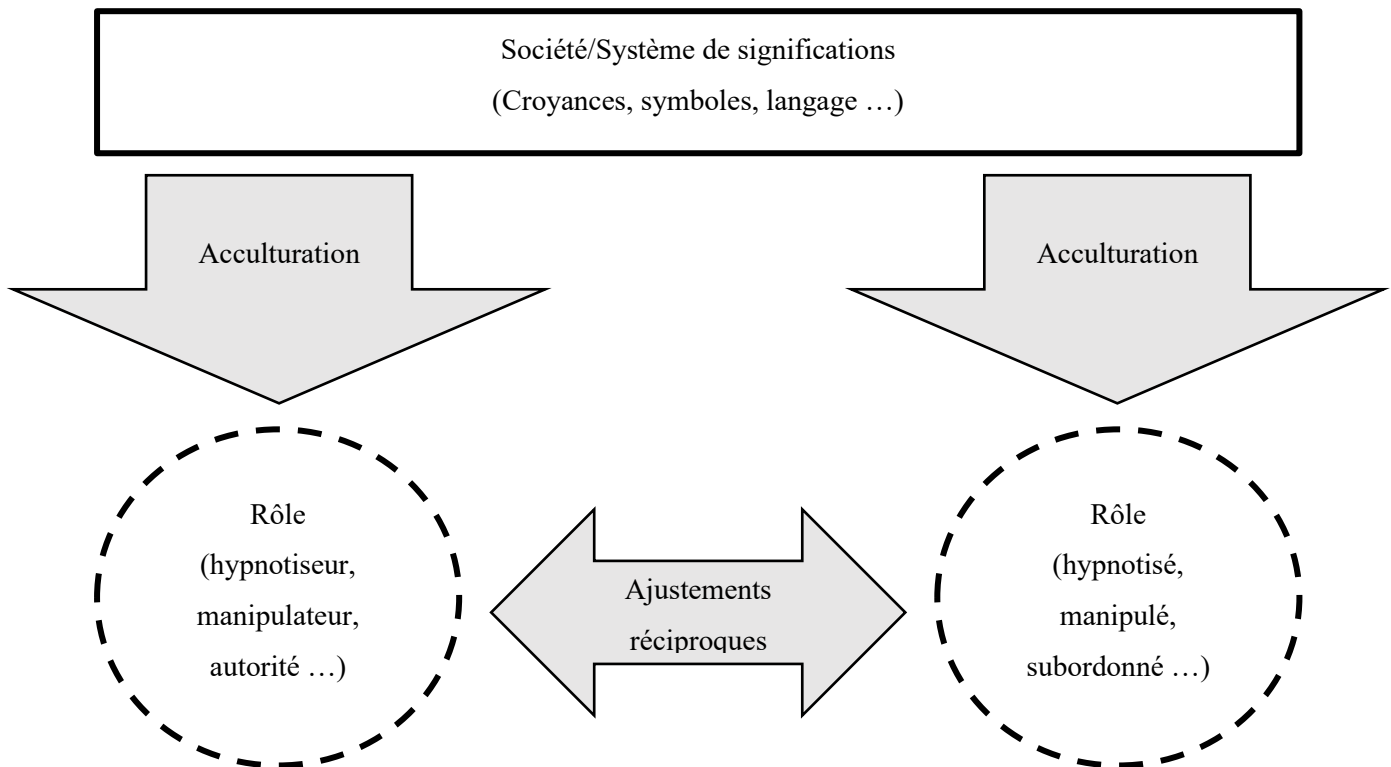 Société/Système de significations
(Croyances, symboles, langage …)
Acculturation
Acculturation
Rôle
(hypnotiseur,
manipulateur,
autorité …)
Ajustements
réciproques
Rôle
(hypnotisé,
manipulé,
subordonné …)